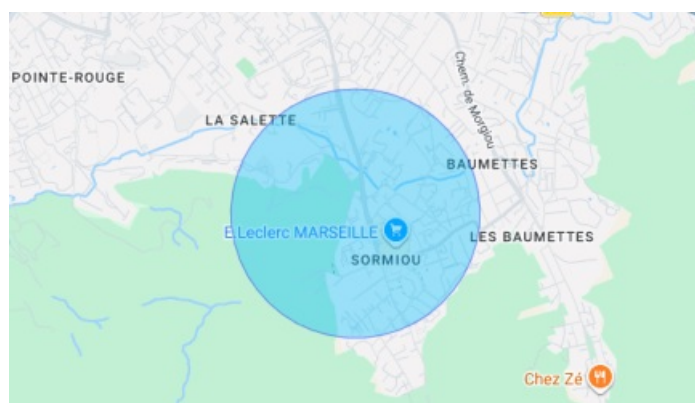 POINTE-ROUGE
Chem. de Morgiou
LA SALETTE
BAUMETTES
E.Leclerc MARSEILLE
LES BAUMETTES
SORMIOU
Chez Zé